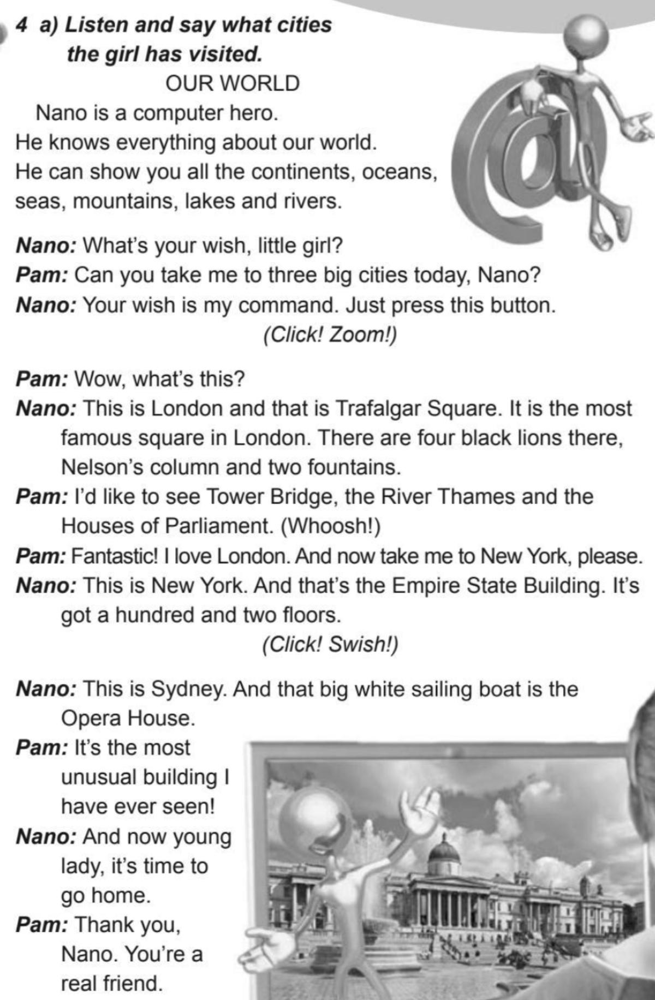 4 a) Listen and say what cities
the girl has visited.
OUR WORLD
Nano is a computer hero.
He knows everything about our world.
He can show you all the continents, oceans,
seas, mountains, lakes and rivers.
Nano: What's your wish, little girl?
Pam: Can you take me to three big cities today, Nano?
Nano: Your wish is my command. Just press this button.
(Click! Zoom!)
Pam: Wow, what's this?
Nano: This is London and that is Trafalgar Square. It is the most
famous square in London. There are four black lions there,
Nelson's column and two fountains.
Pam: I'd like to see Tower Bridge, the River Thames and the
Houses of Parliament. (Whoosh!)
Pam: Fantastic! I love London. And now take me to New York, please.
Nano: This is New York. And that's the Empire State Building. It's
got a hundred and two floors.
(Click! Swish!)
Nano: This is Sydney. And that big white sailing boat is the
Opera House.
Pam: It's the most
unusual building I
have ever seen!
Nano: And now young
lady, it's time to
go home.
Pam: Thank you,
Nano. You're a
real friend.